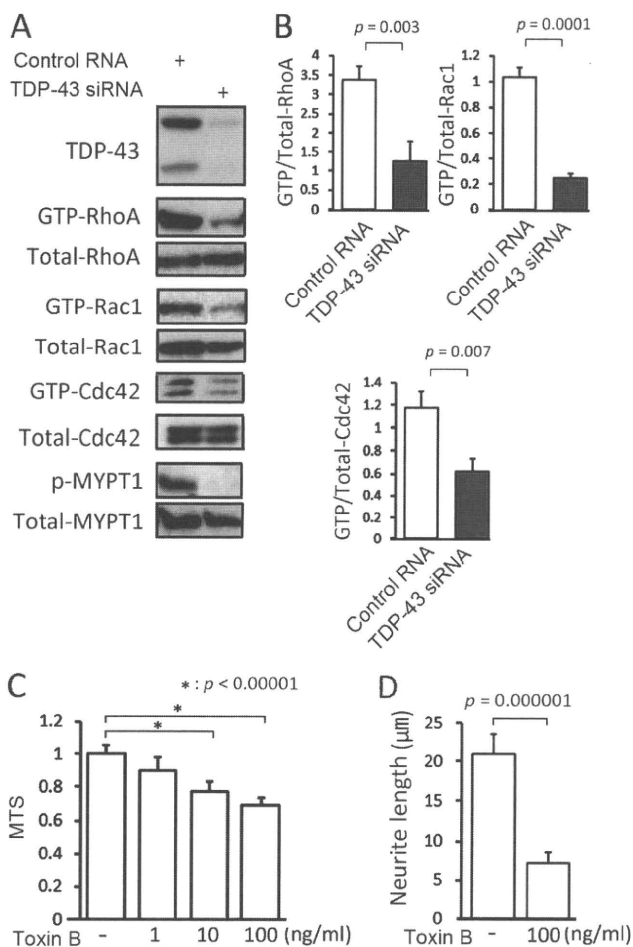 A
Control RNA +
TDP-43 siRNA +
TDP-43
GTP-RhoA
Total-RhoA
GTP-Rac1
Total-Rac1
GTP-Cdc42
Total-Cdc42
p-MYPT1
Total-MYPT1
B
p = 0.003
GTP/Total-RhoA
4
3.5
3
2.5
2
1.5
1
0.5
0
Control RNA
TDP-43 siRNA
p = 0.0001
GTP/Total-Rac1
1.2
1
0.8
0.6
0.4
0.2
0
Control RNA
TDP-43 siRNA
p = 0.007
GTP/Total-Cdc42
1.4
1.2
1
0.8
0.6
0.4
0.2
0
Control RNA
TDP-43 siRNA
C
* : p < 0.00001
*
*
MTS
1.2
1
0.8
0.6
0.4
0.2
0
Toxin B - 1 10 100 (ng/ml)
D
p = 0.000001
Neurite length (μm)
25
20
15
10
5
0
Toxin B - 100 (ng/ml)